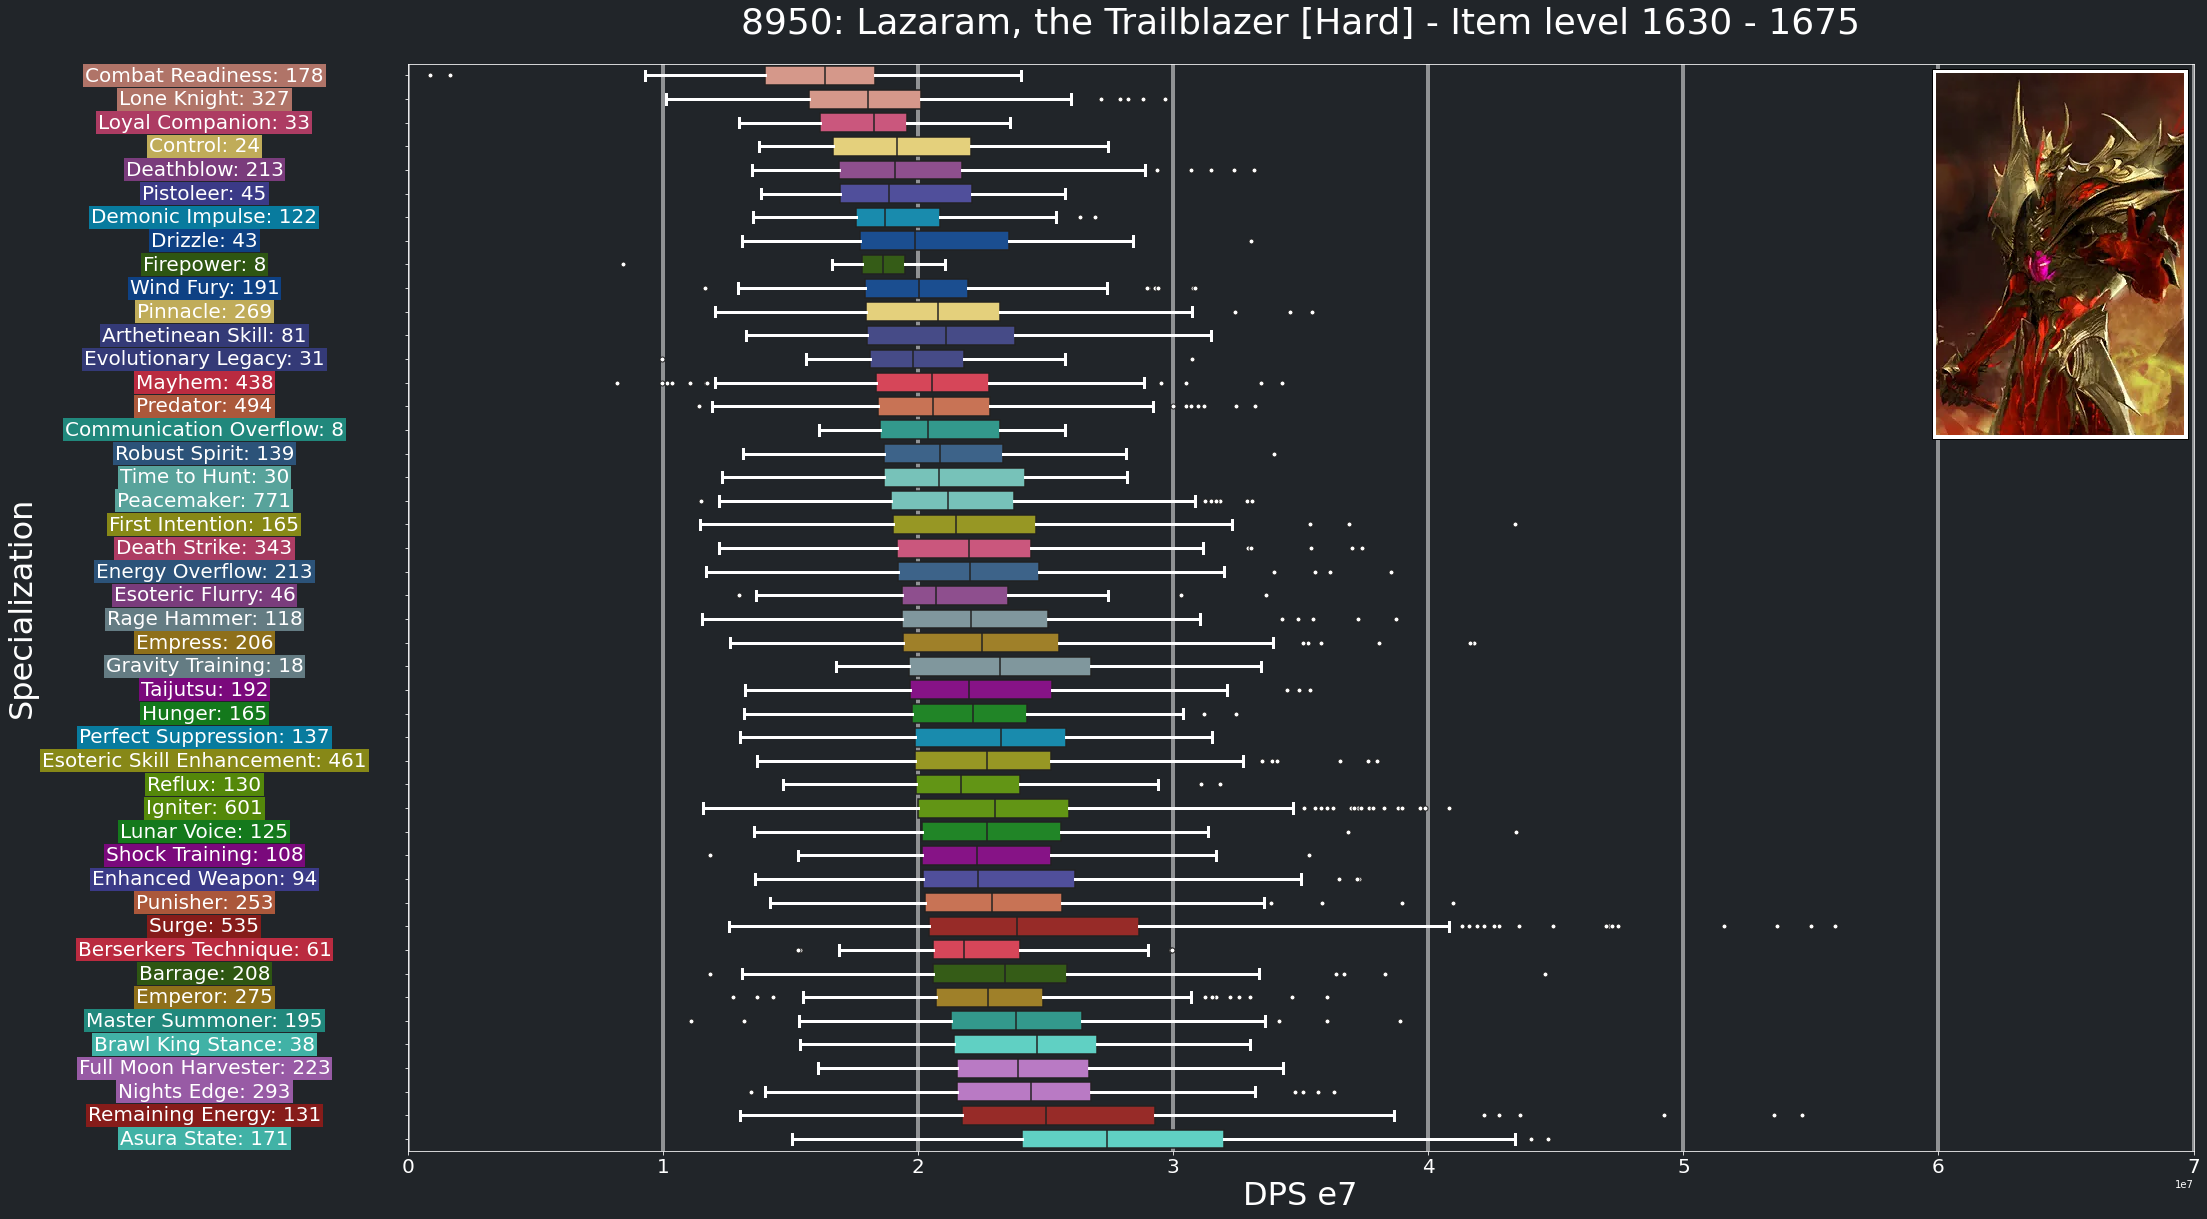 8950: Lazaram, the Trailblazer [Hard] - Item level 1630 - 1675
Combat Readiness: 178
Lone Knight: 327
Loyal Companion: 33
Control: 24
Deathblow: 213
Pistoleer: 45
Demonic Impulse: 122
Drizzle: 43
Firepower: 8
Wind Fury: 191
Pinnacle: 269
Arthetinean Skill: 81
Evolutionary Legacy: 31
Mayhem: 438
Predator: 494
Communication Overflow: 8
Robust Spirit: 139
Time to Hunt: 30
Peacemaker: 771
First Intention: 165
Death Strike: 343
Energy Overflow: 213
Esoteric Flurry: 46
Rage Hammer: 118
Empress: 206
Gravity Training: 18
Taijutsu: 192
Hunger: 165
Perfect Suppression: 137
Esoteric Skill Enhancement: 461
Reflux: 130
Igniter: 601
Lunar Voice: 125
Shock Training: 108
Enhanced Weapon: 94
Punisher: 253
Surge: 535
Berserkers Technique: 61
Barrage: 208
Emperor: 275
Master Summoner: 195
Brawl King Stance: 38
Full Moon Harvester: 223
Nights Edge: 293
Remaining Energy: 131
Asura State: 171
Specialization
0 1 2 3 4 5 6 7
DPS e7
1e7